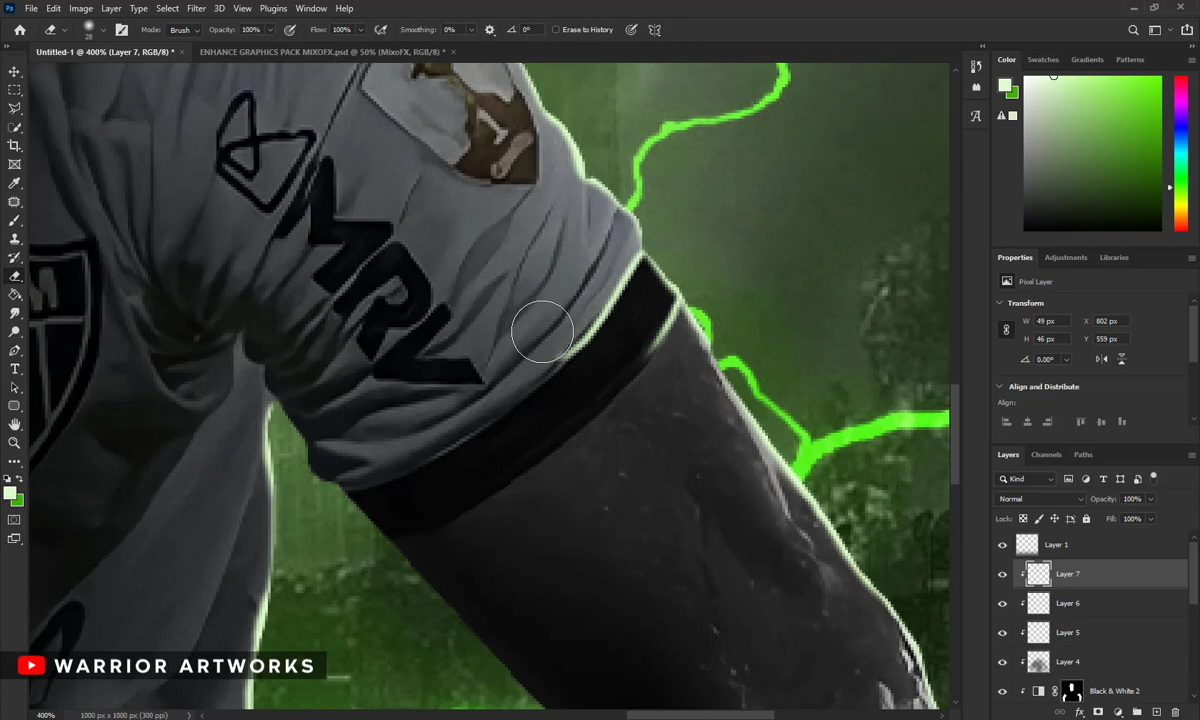 Ps File Edit Image Layer Type Select Filter 3D View Plugins Window Help
28 Mode: Brush Opacity: 100% Flow: 100% Smoothing: 0% 0° Erase to History
Untitled-1 @ 400% (Layer 7, RGB/8) * × ENHANCE GRAPHICS PACK MIXOFX.psd @ 50% (MixoFX, RGB/8) * ×
Color Swatches Gradients Patterns
MRV
Properties Adjustments Libraries
Pixel Layer
Transform
W 49 px X 802 px
H 46 px Y 559 px
0.00°
Align and Distribute
Align:
Layers Channels Paths
Kind
Normal Opacity: 100%
Lock: Fill: 100%
Layer 1
Layer 7
Layer 6
Layer 5
Layer 4
Black & White 2
WARRIOR ARTWORKS
400% 1000 px x 1000 px (300 ppi)